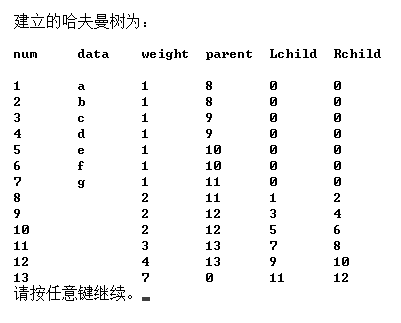 建立的哈夫曼树为:
num data weight parent Lchild Rchild
1 a 1 8 0 0
2 b 1 8 0 0
3 c 1 9 0 0
4 d 1 9 0 0
5 e 1 10 0 0
6 f 1 10 0 0
7 g 1 11 0 0
8 2 11 1 2
9 2 12 3 4
10 2 12 5 6
11 3 13 7 8
12 4 13 9 10
13 7 0 11 12
请按任意键继续。